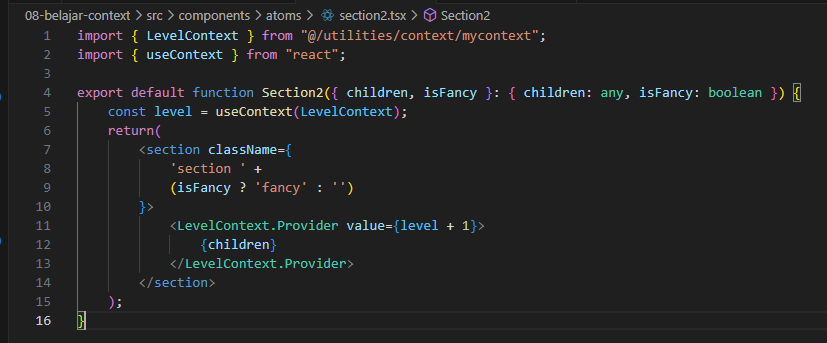 08-belajar-context > src > components > atoms > section2.tsx > Section2
1 import { LevelContext } from "@/utilities/context/mycontext";
2 import { useContext } from "react";
3
4 export default function Section2({ children, isFancy }: { children: any, isFancy: boolean }) {
5     const level = useContext(LevelContext);
6     return(
7         <section className={
8             'section ' +
9             (isFancy ? 'fancy' : '')
10         }>
11             <LevelContext.Provider value={level + 1}>
12                 {children}
13             </LevelContext.Provider>
14         </section>
15     );
16 }